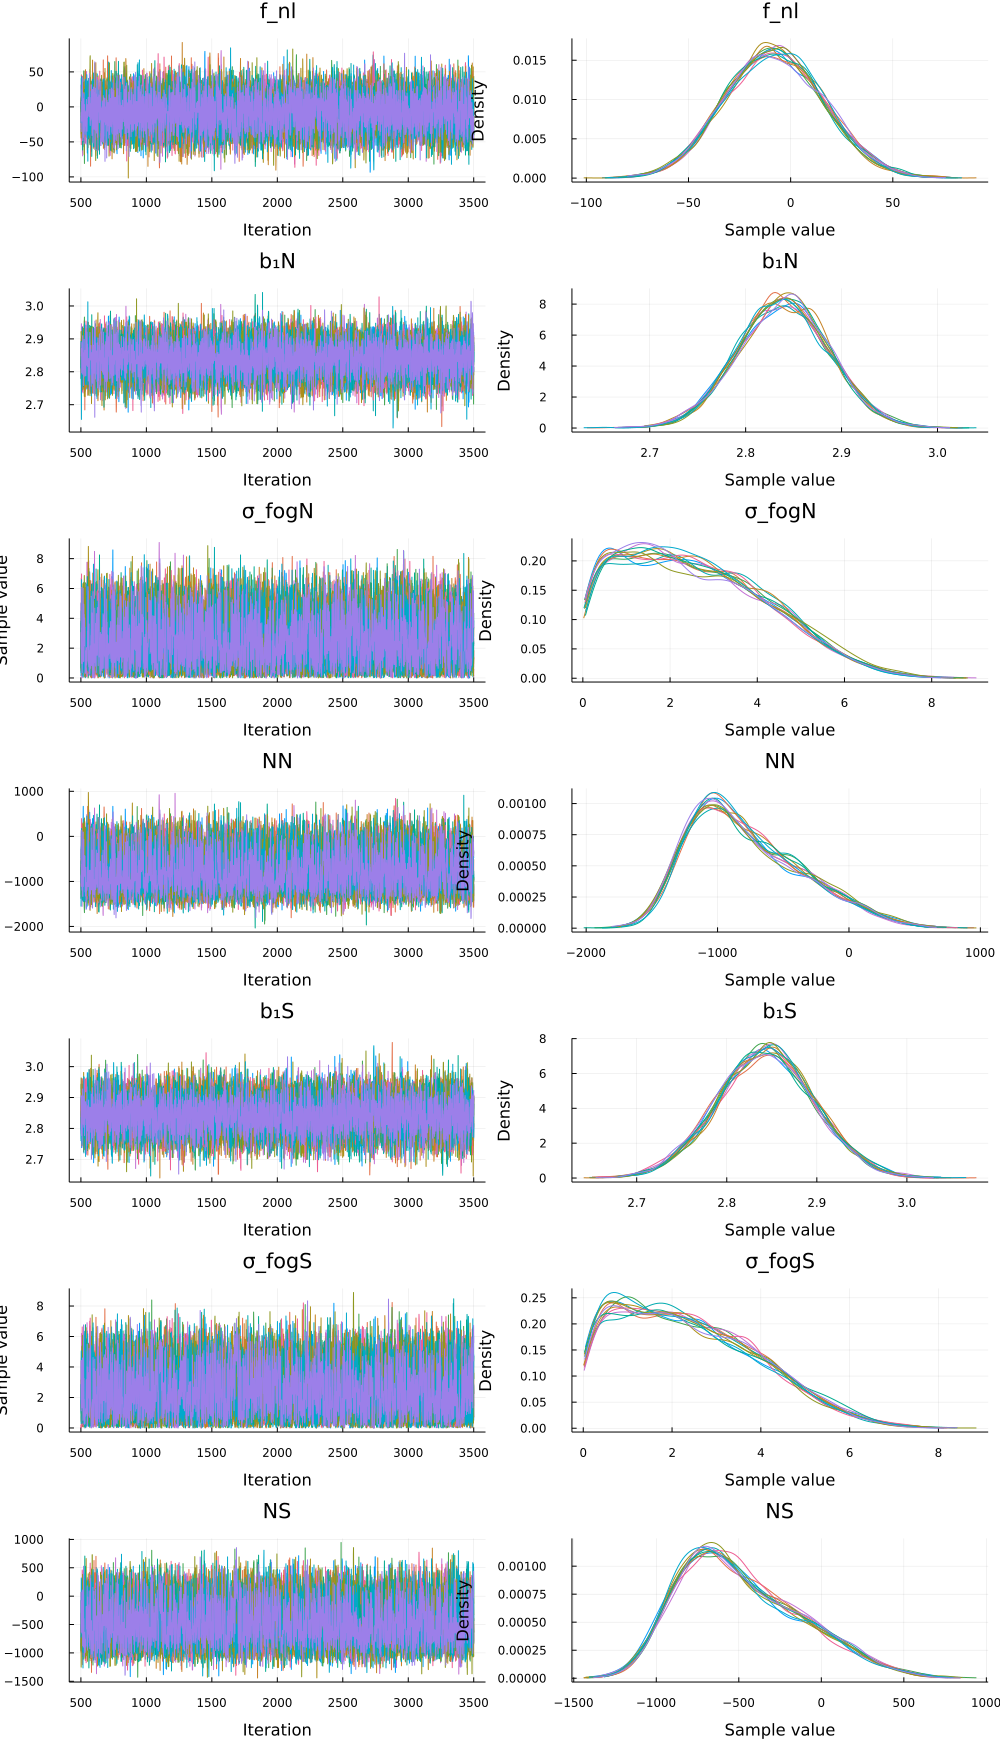 f_nl
f_nl
50
0
−50
−100
500 1000 1500 2000 2500 3000 3500
Iteration
Density
0.015
0.010
0.005
0.000
−100 −50 0 50
Sample value
b₁N
b₁N
3.0
2.9
2.8
2.7
500 1000 1500 2000 2500 3000 3500
Iteration
Density
8
6
4
2
0
2.7 2.8 2.9 3.0
Sample value
σ_fogN
σ_fogN
Sample value
8
6
4
2
0
500 1000 1500 2000 2500 3000 3500
Iteration
Density
0.20
0.15
0.10
0.05
0.00
0 2 4 6 8
Sample value
NN
NN
1000
0
−1000
−2000
500 1000 1500 2000 2500 3000 3500
Iteration
Density
0.00100
0.00075
0.00050
0.00025
0.00000
−2000 −1000 0 1000
Sample value
b₁S
b₁S
3.0
2.9
2.8
2.7
500 1000 1500 2000 2500 3000 3500
Iteration
Density
8
6
4
2
0
2.7 2.8 2.9 3.0
Sample value
σ_fogS
σ_fogS
Sample value
8
6
4
2
0
500 1000 1500 2000 2500 3000 3500
Iteration
Density
0.25
0.20
0.15
0.10
0.05
0.00
0 2 4 6 8
Sample value
NS
NS
1000
500
0
−500
−1000
−1500
500 1000 1500 2000 2500 3000 3500
Iteration
Density
0.00100
0.00075
0.00050
0.00025
0.00000
−1500 −1000 −500 0 500 1000
Sample value